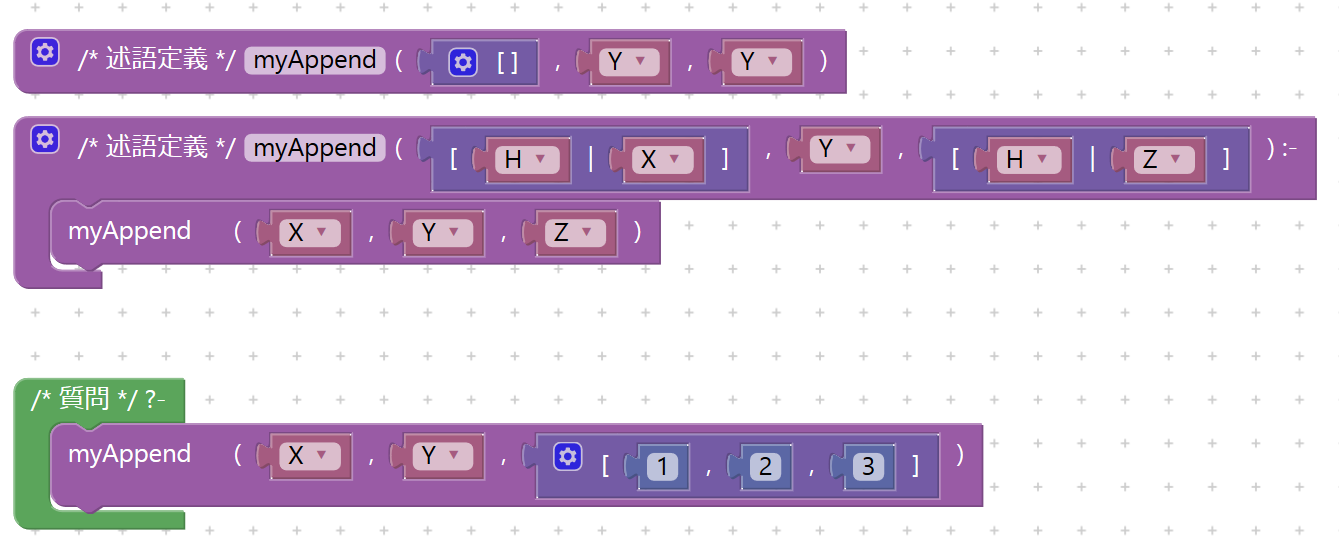 /* 述語定義 */ myAppend ( [ ] , Y , Y )
/* 述語定義 */ myAppend ( [ H | X ] , Y , [ H | Z ] ) :-
myAppend ( X , Y , Z )
/* 質問 */ ?-
myAppend ( X , Y , [ 1 , 2 , 3 ] )